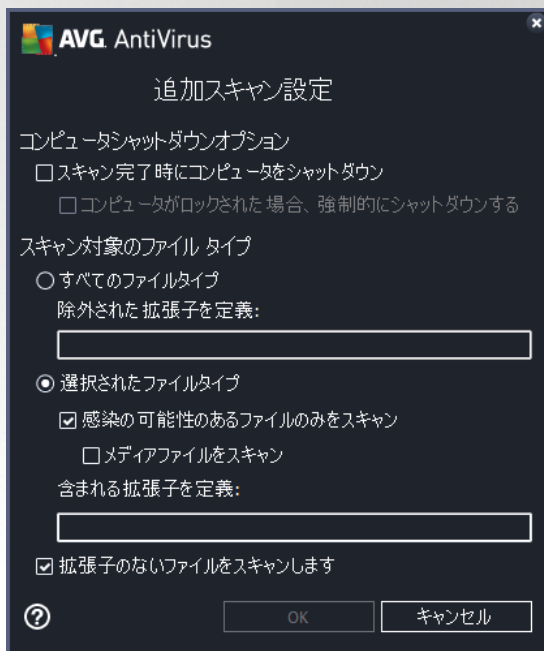 AVG. AntiVirus
追加スキャン設定
コンピュータシャットダウンオプション
スキャン完了時にコンピュータをシャットダウン
コンピュータがロックされた場合、強制的にシャットダウンする
スキャン対象のファイル タイプ
すべてのファイルタイプ
除外された拡張子を定義:
選択されたファイルタイプ
感染の可能性のあるファイルのみをスキャン
メディアファイルをスキャン
含まれる拡張子を定義:
拡張子のないファイルをスキャンします
?
OK
キャンセル